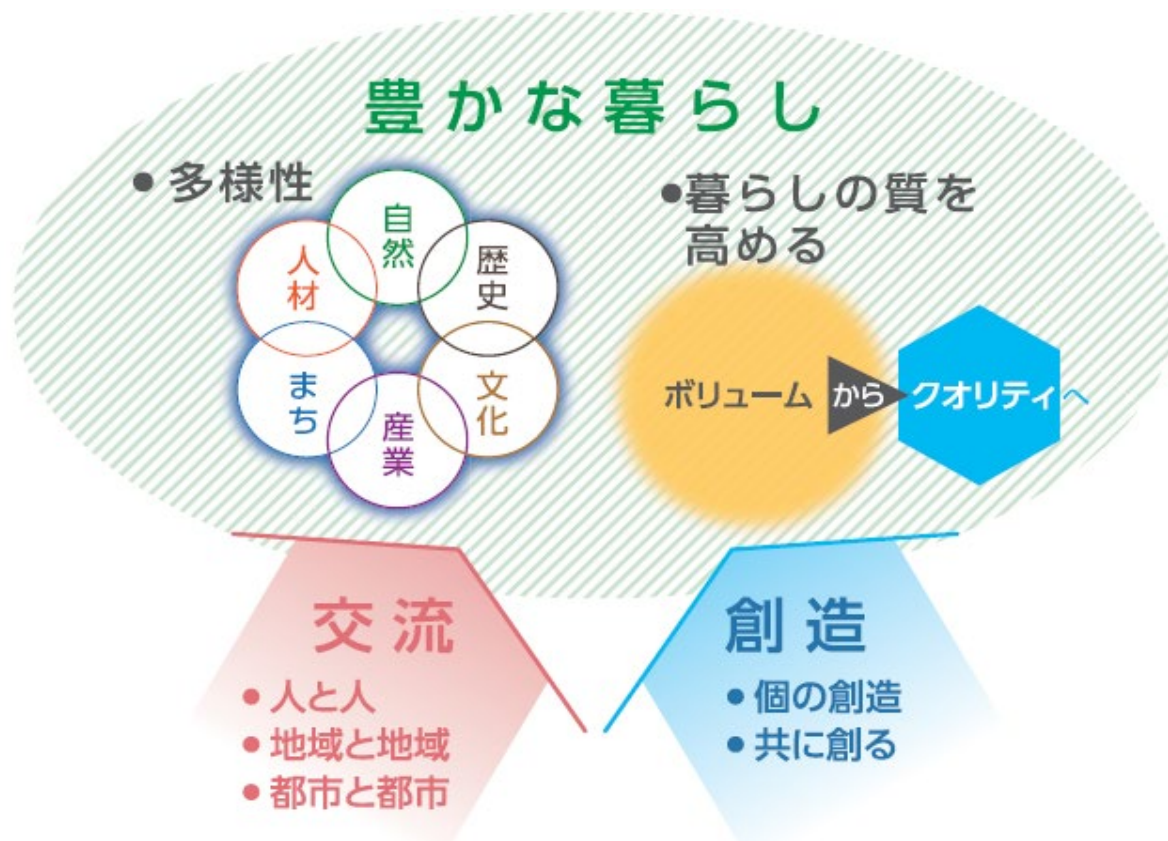 豊かな暮らし
●多様性
自然
人材
歴史
まち
文化
産業
●暮らしの質を
高める
ボリューム から クオリティへ
交流
●人と人
●地域と地域
●都市と都市
創造
●個の創造
●共に創る